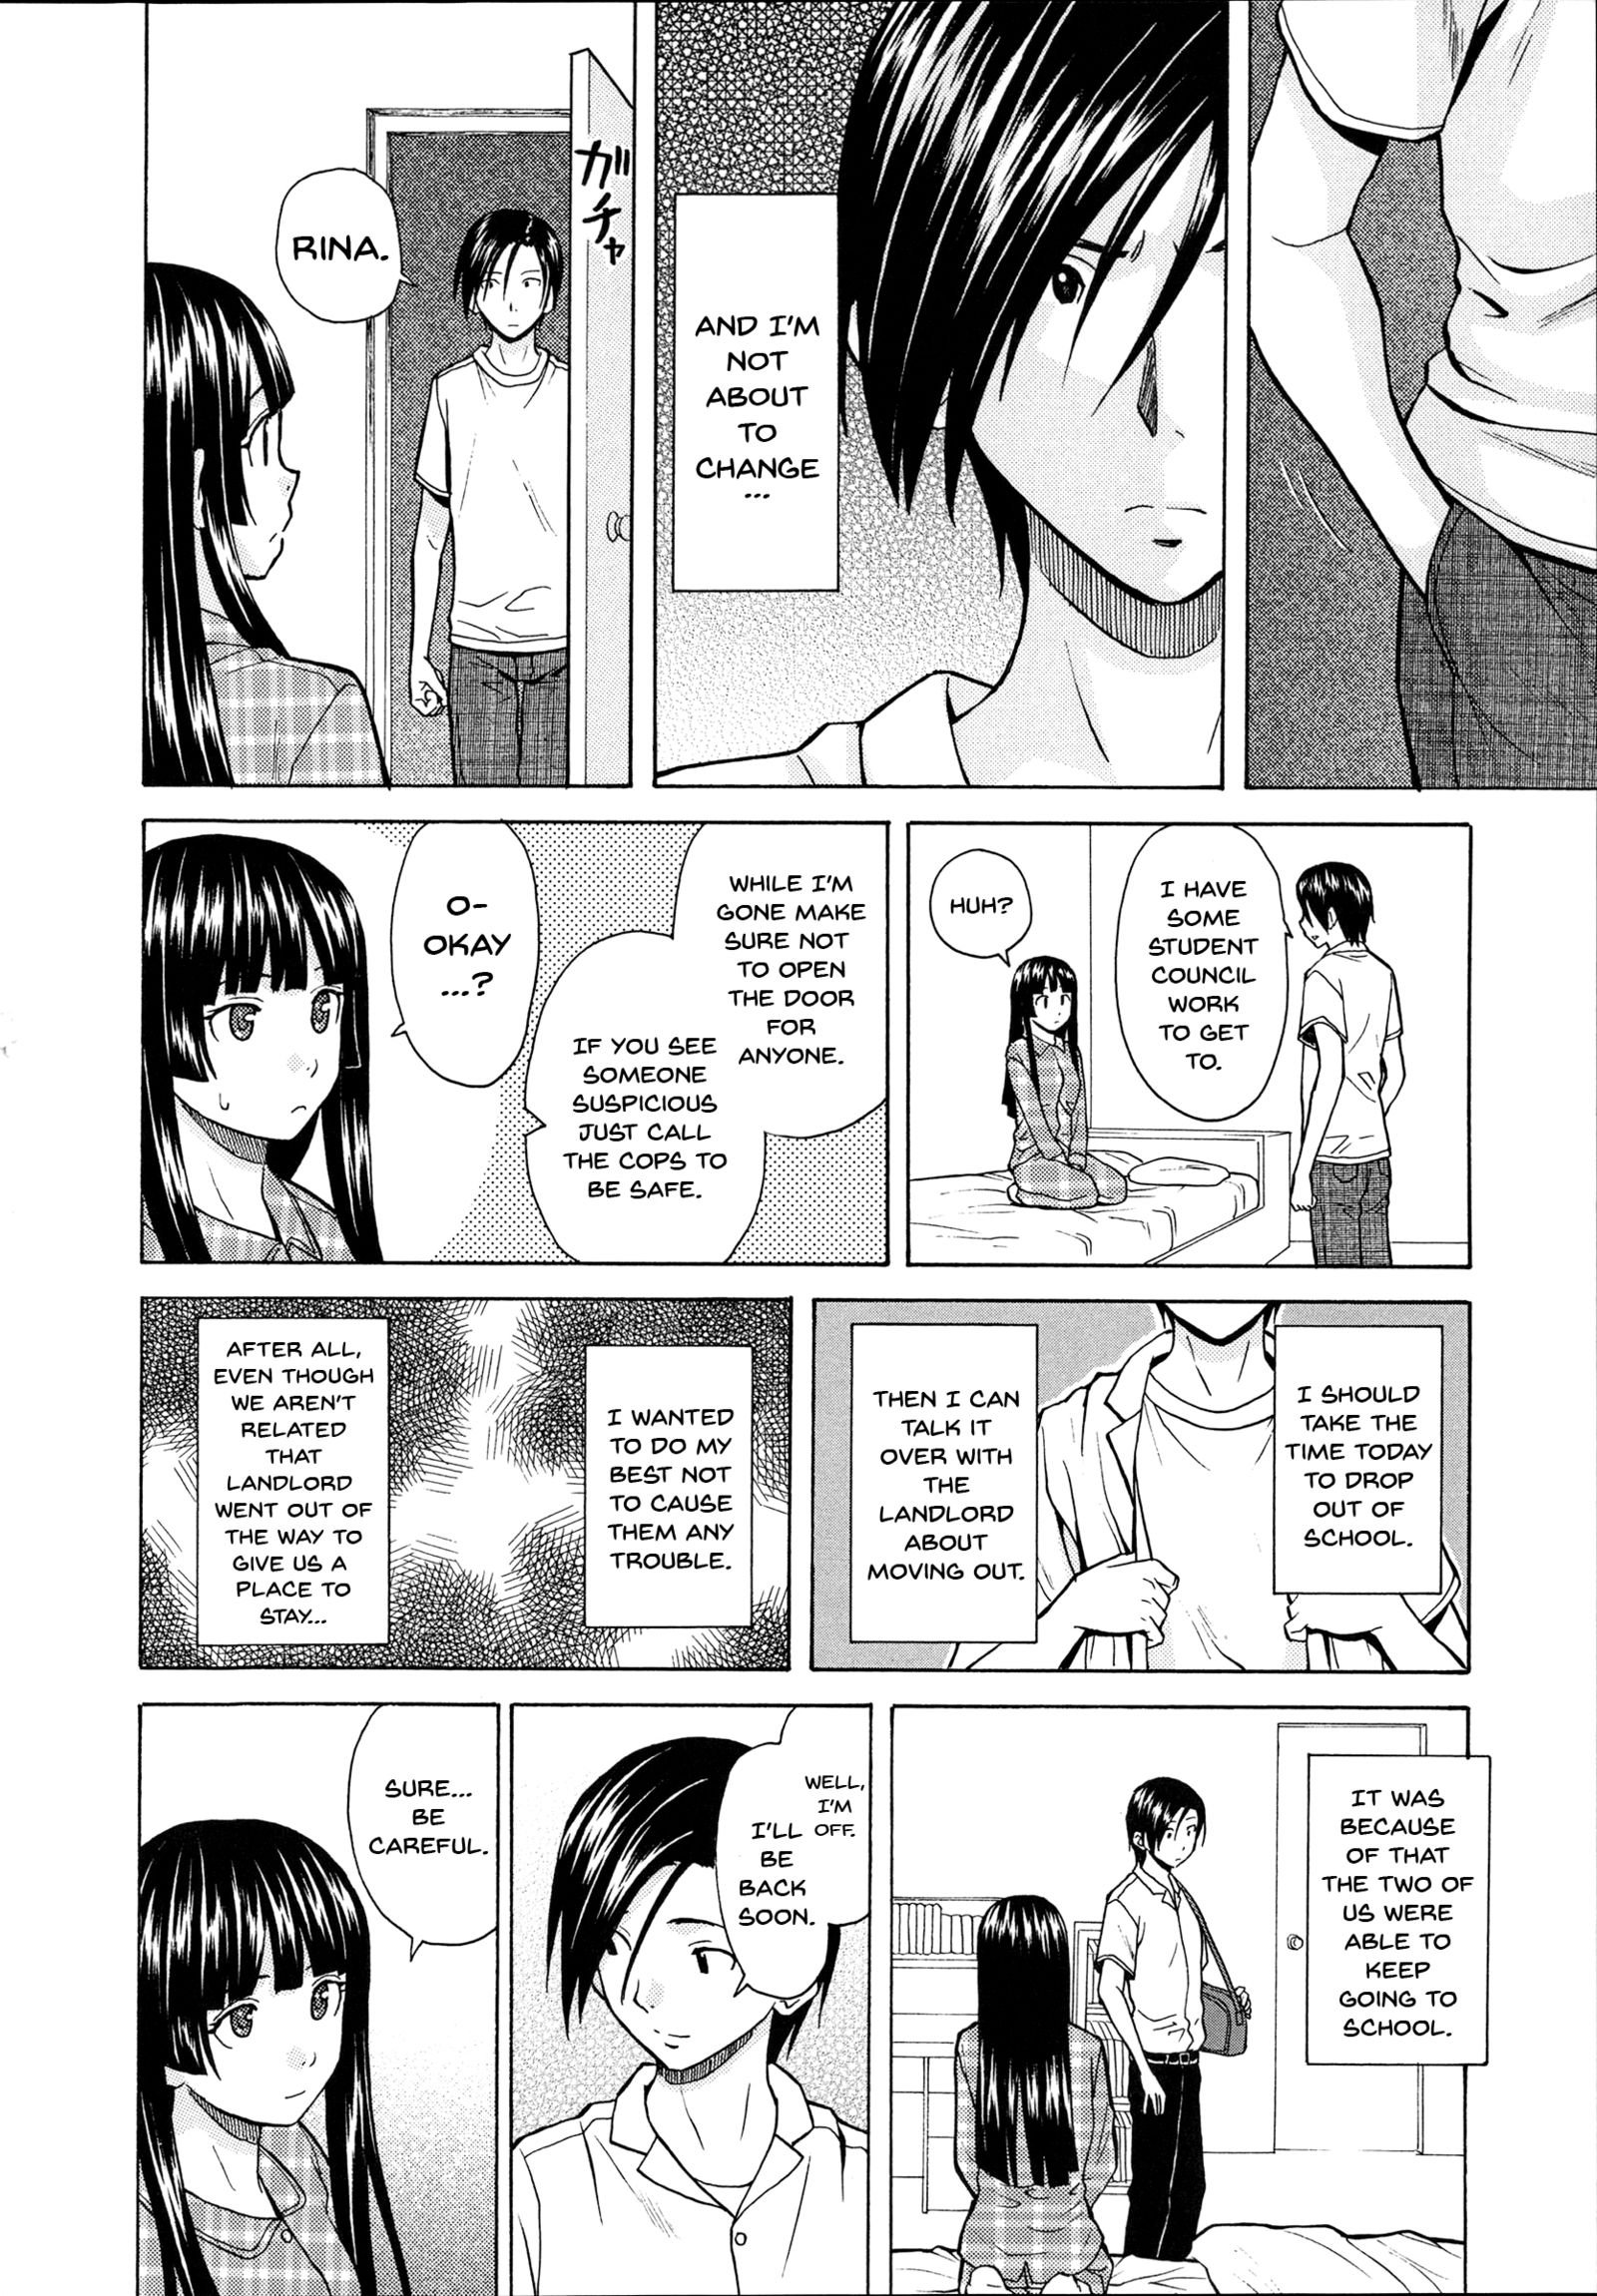 AND I'M
NOT
ABOUT
TO
CHANGE
...
ガチャ
RINA.
I HAVE
SOME
STUDENT
COUNCIL
WORK
TO GET
TO.
HUH?
WHILE I'M
GONE MAKE
SURE NOT
TO OPEN
THE DOOR
FOR
ANYONE.
IF YOU SEE
SOMEONE
SUSPICIOUS
JUST CALL
THE COPS TO
BE SAFE.
O-
OKAY
...?
I SHOULD
TAKE THE
TIME TODAY
TO DROP
OUT OF
SCHOOL.
THEN I CAN
TALK IT
OVER WITH
THE
LANDLORD
ABOUT
MOVING OUT.
I WANTED
TO DO MY
BEST NOT
TO CAUSE
THEM ANY
TROUBLE.
AFTER ALL,
EVEN THOUGH
WE AREN'T
RELATED
THAT
LANDLORD
WENT OUT OF
THE WAY TO
GIVE US A
PLACE TO
STAY...
IT WAS
BECAUSE
OF THAT
THE TWO OF
US WERE
ABLE TO
KEEP
GOING TO
SCHOOL.
WELL,
I'M
OFF.
I'LL
BE
BACK
SOON.
SURE...
BE
CAREFUL.